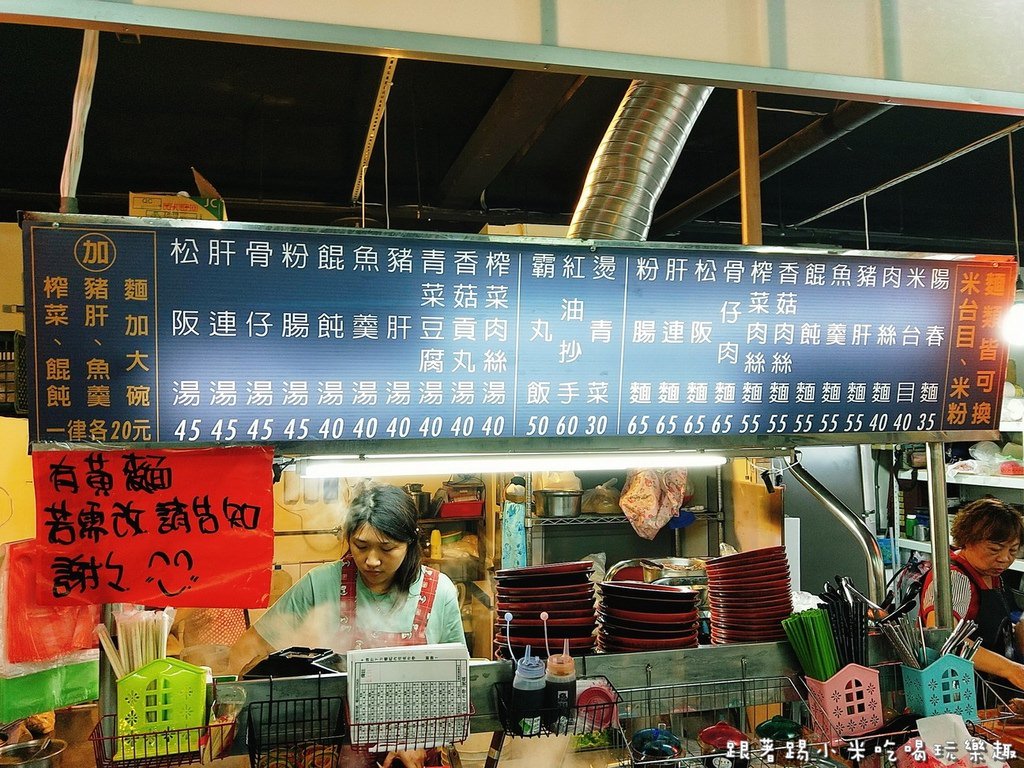 麵類皆可換
米台目、米粉
陽春麵 35
米台目 40
肉絲麵 40
豬肝麵 55
魚羹麵 55
餛飩麵 55
香菇肉絲麵 55
榨菜肉絲麵 55
骨仔肉麵 65
松阪麵 65
肝連麵 65
粉腸麵 65
燙青菜 30
紅油抄手 60
霸丸飯 50
榨菜肉絲湯 40
香菇貢丸湯 40
青菜豆腐湯 40
豬肝湯 40
魚羹湯 40
餛飩湯 40
粉腸湯 45
骨仔湯 45
肝連湯 45
松阪湯 45
麵加大碗
加
豬肝、魚羹
榨菜、餛飩
一律各20元
有黃麵
若需改請告知
謝々
跟著踢小米吃喝玩樂趣